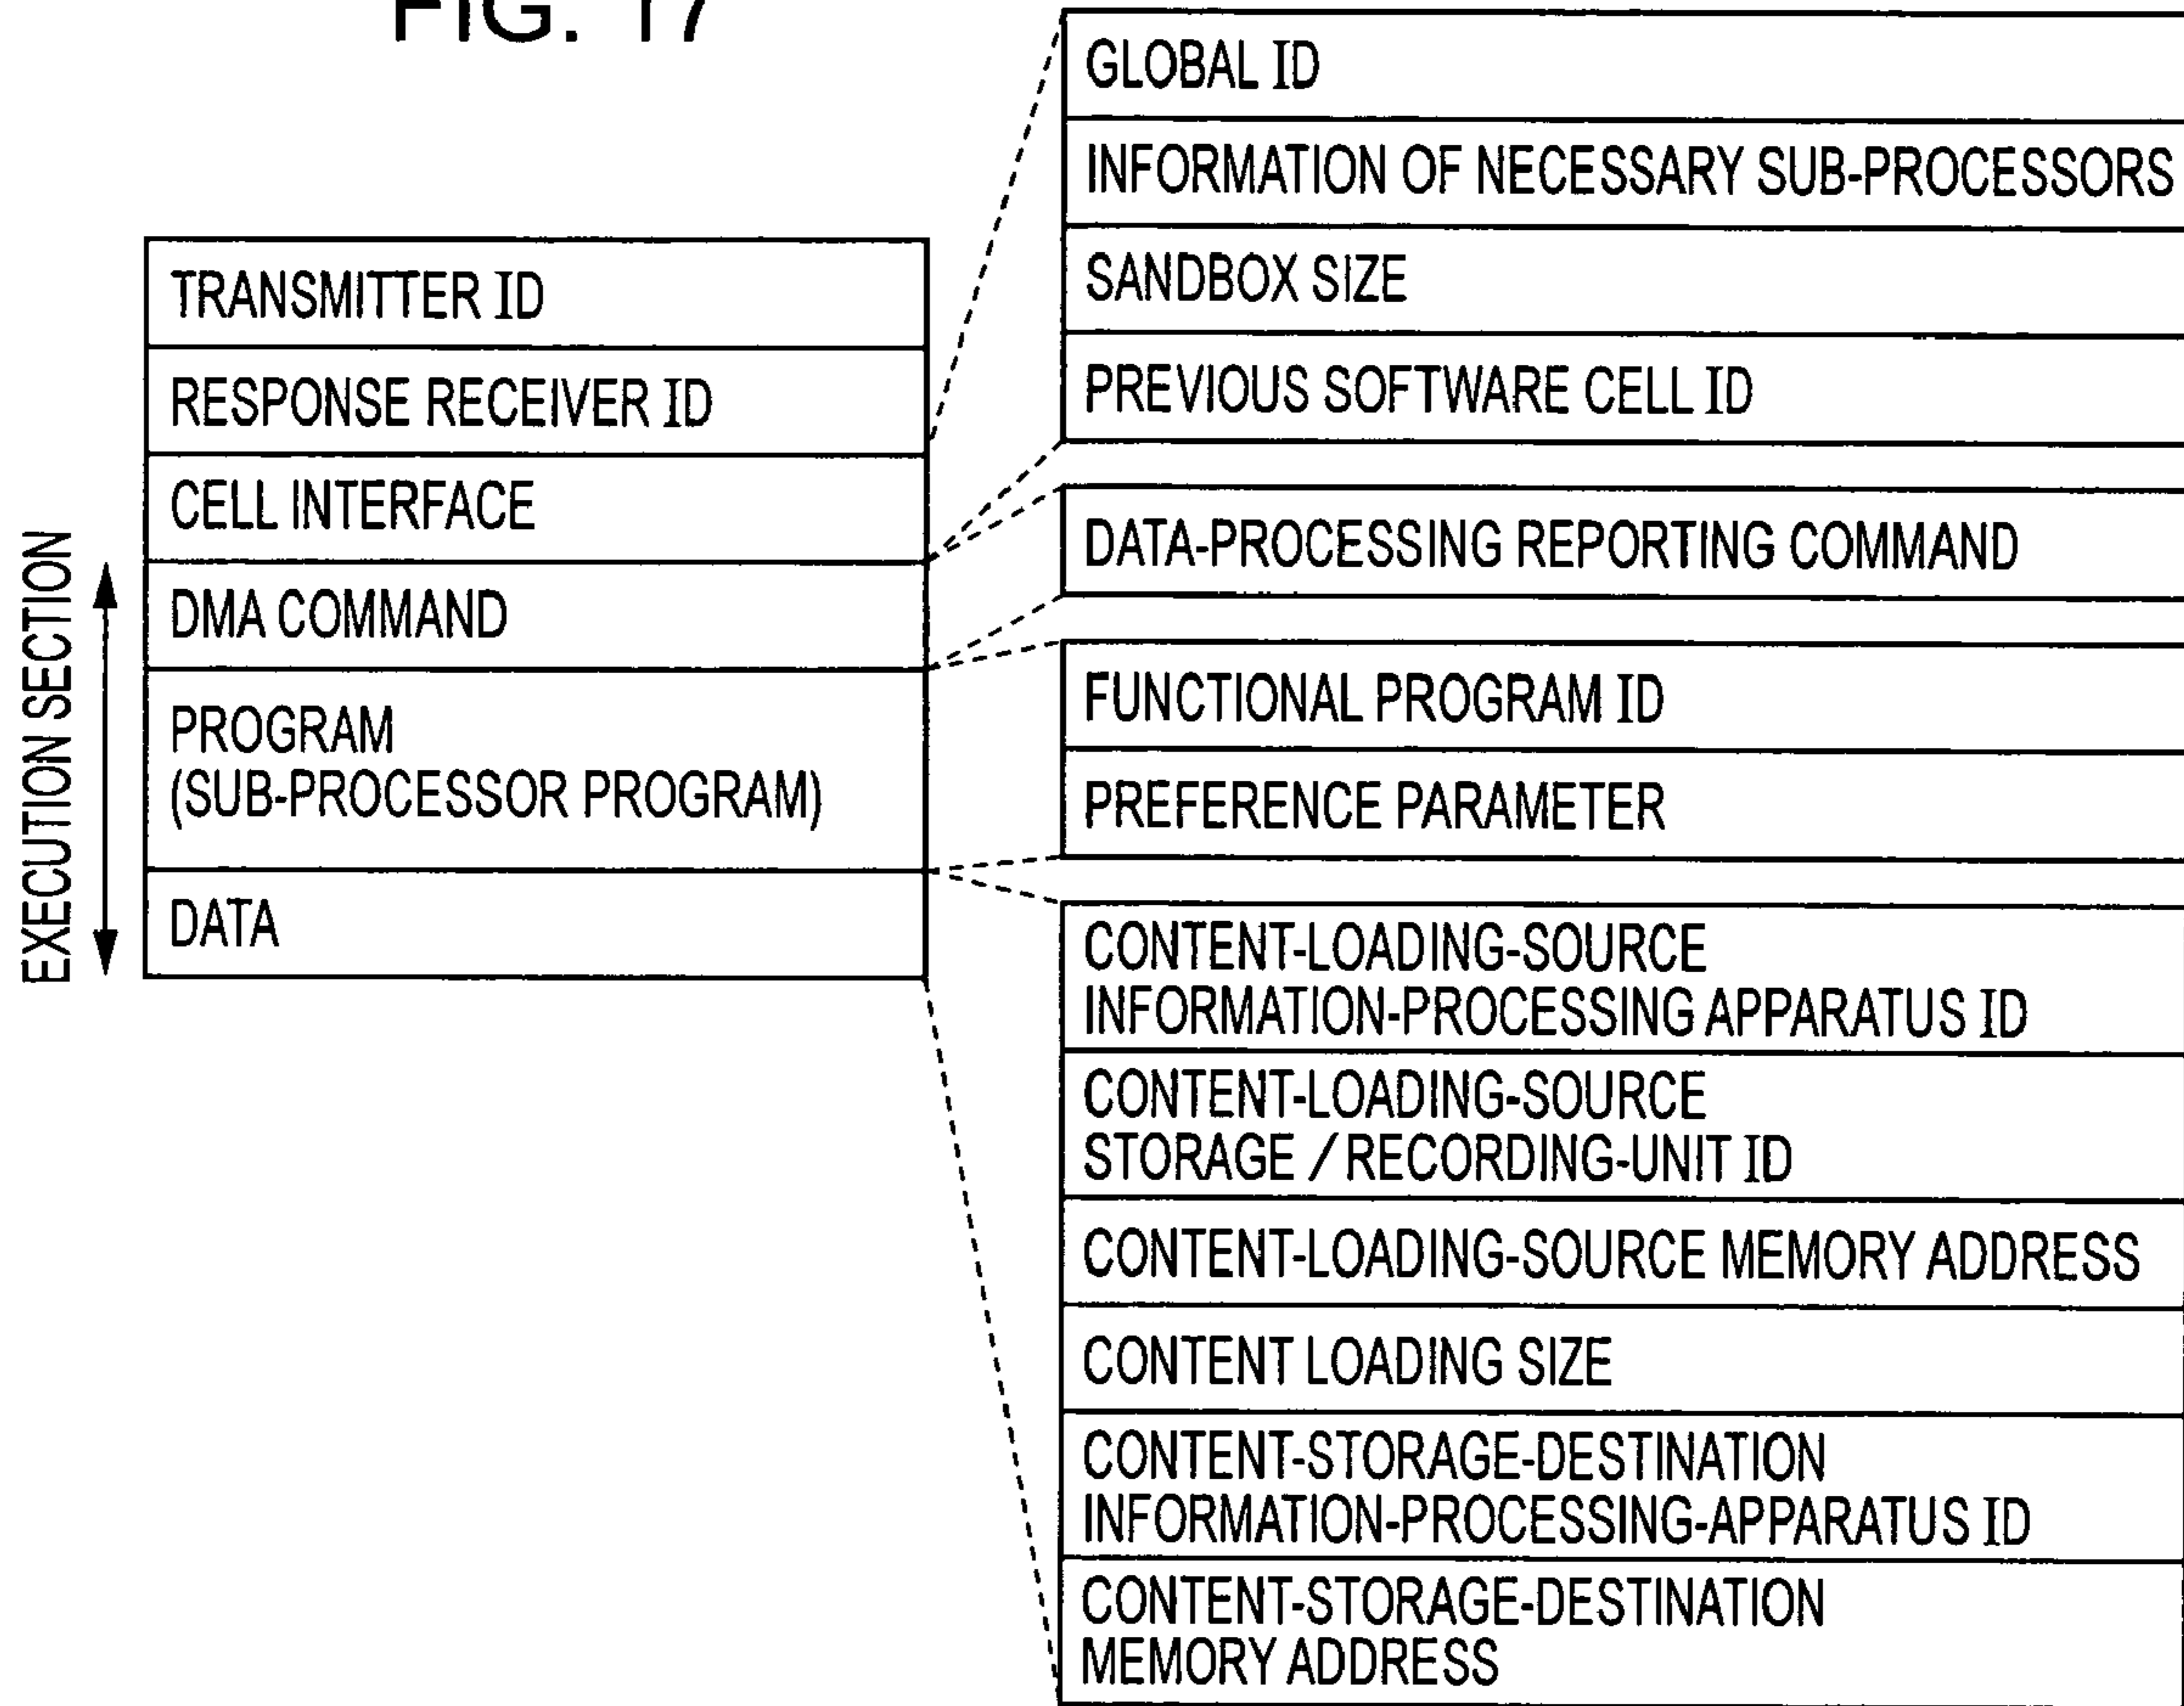 FIG. 17
TRANSMITTER ID
RESPONSE RECEIVER ID
CELL INTERFACE
EXECUTION SECTION
DMA COMMAND
PROGRAM
(SUB-PROCESSOR PROGRAM)
DATA
GLOBAL ID
INFORMATION OF NECESSARY SUB-PROCESSORS
SANDBOX SIZE
PREVIOUS SOFTWARE CELL ID
DATA-PROCESSING REPORTING COMMAND
FUNCTIONAL PROGRAM ID
PREFERENCE PARAMETER
CONTENT-LOADING-SOURCE
INFORMATION-PROCESSING APPARATUS ID
CONTENT-LOADING-SOURCE
STORAGE / RECORDING-UNIT ID
CONTENT-LOADING-SOURCE MEMORY ADDRESS
CONTENT LOADING SIZE
CONTENT-STORAGE-DESTINATION
INFORMATION-PROCESSING-APPARATUS ID
CONTENT-STORAGE-DESTINATION
MEMORY ADDRESS